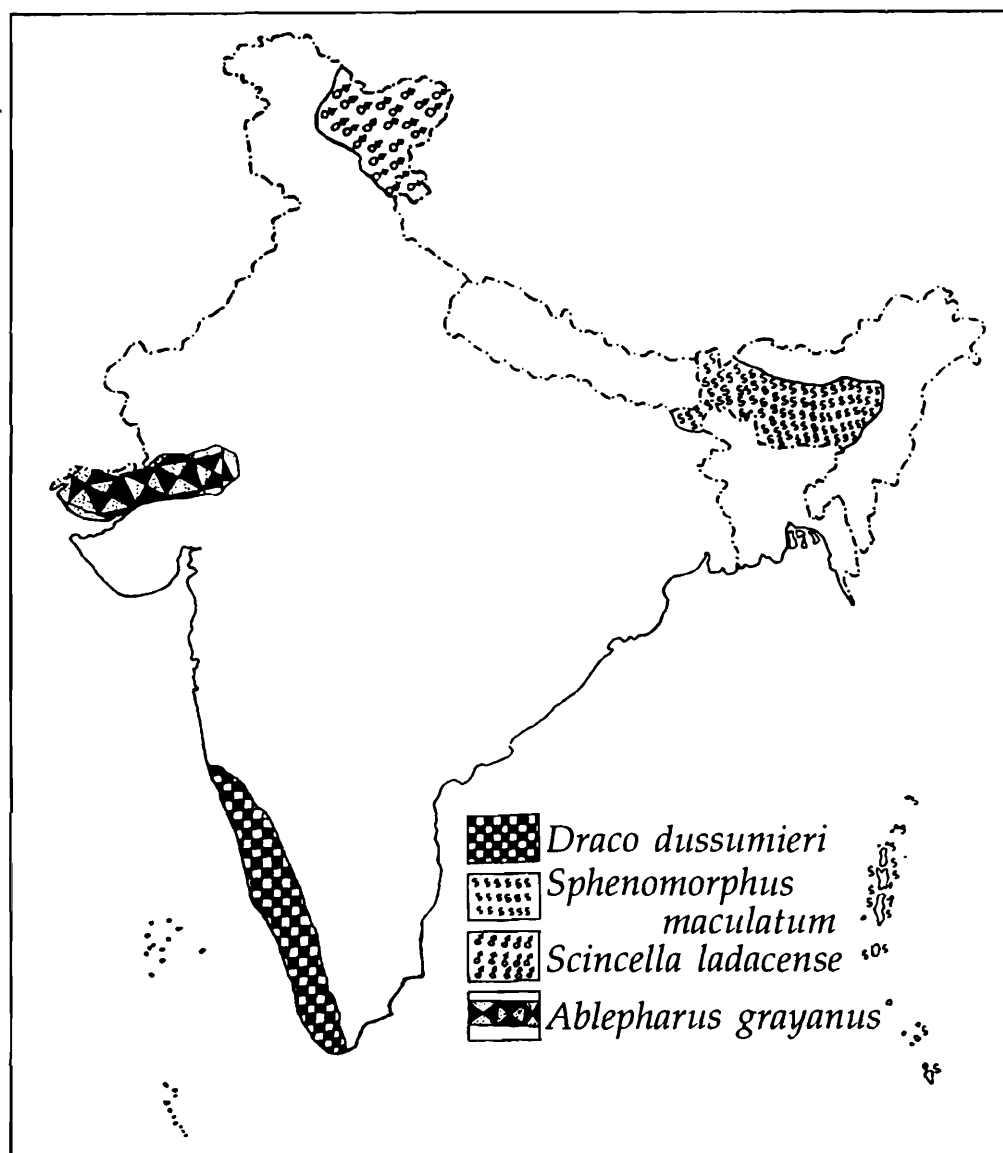 Draco dussumieri
Sphenomorphus
maculatum
Scincella ladacense
Ablepharus grayanus